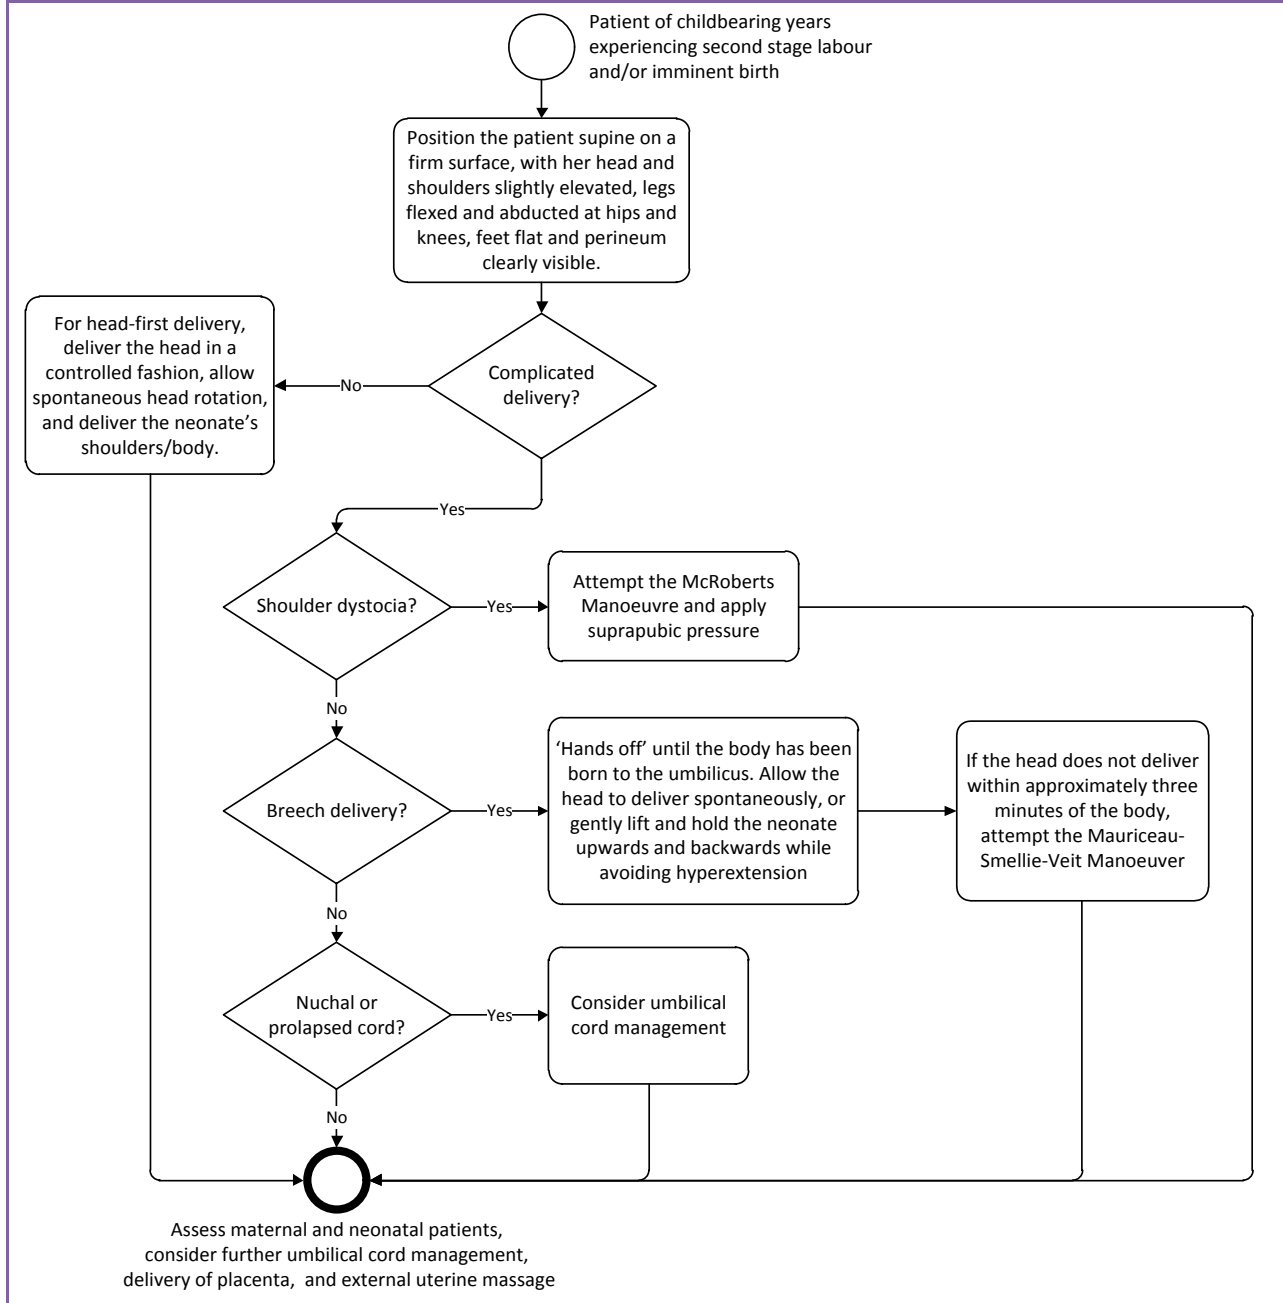 Patient of childbearing years
experiencing second stage labour
and/or imminent birth
Position the patient supine on a
firm surface, with her head and
shoulders slightly elevated, legs
flexed and abducted at hips and
knees, feet flat and perineum
clearly visible.
For head-first delivery,
deliver the head in a
controlled fashion, allow
spontaneous head rotation,
and deliver the neonate’s
shoulders/body.
No
Complicated
delivery?
Yes
Shoulder dystocia?
Yes
Attempt the McRoberts
Manoeuvre and apply
suprapubic pressure
No
Breech delivery?
Yes
‘Hands off’ until the body has been
born to the umbilicus. Allow the
head to deliver spontaneously, or
gently lift and hold the neonate
upwards and backwards while
avoiding hyperextension
If the head does not deliver
within approximately three
minutes of the body,
attempt the Mauriceau-
Smellie-Veit Manoeuver
No
Nuchal or
prolapsed cord?
Yes
Consider umbilical
cord management
No
Assess maternal and neonatal patients,
consider further umbilical cord management,
delivery of placenta,  and external uterine massage